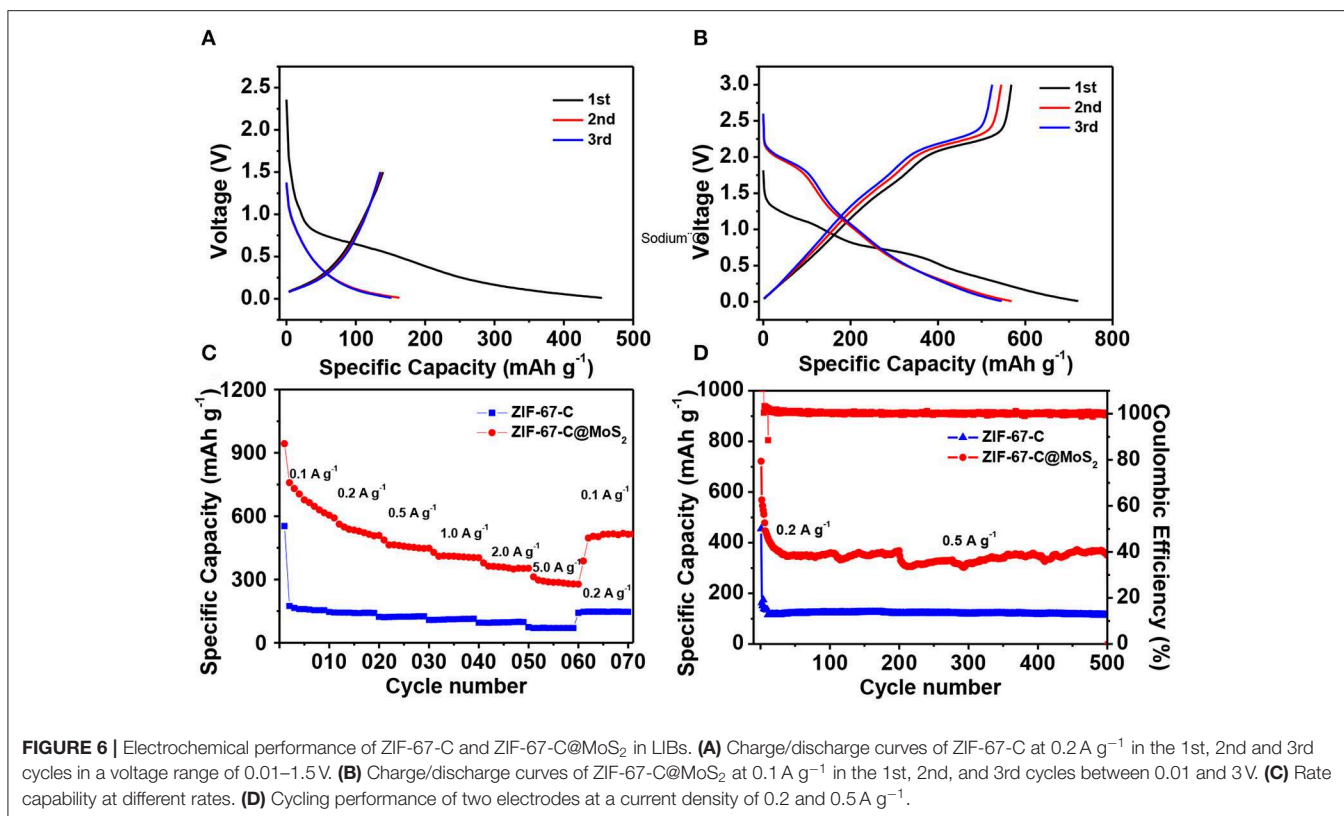 A
2.5
2.0
1.5
1.0
0.5
0.0
Voltage (V)
1st
2nd
3rd
0 100 200 300 400 500
Specific Capacity (mAh g⁻¹)
B
3.0
2.5
2.0
1.5
1.0
0.5
0.0
Voltage (V)
1st
2nd
3rd
0 200 400 600 800
Specific Capacity (mAh g⁻¹)
C
1200
900
600
300
0
Specific Capacity (mAh g⁻¹)
ZIF-67-C
ZIF-67-C@MoS₂
0.1 A g⁻¹
0.2 A g⁻¹
0.5 A g⁻¹
1.0 A g⁻¹
2.0 A g⁻¹
5.0 A g⁻¹
0.1 A g⁻¹
0.2 A g⁻¹
010 020 030 040 050 060 070
Cycle number
D
1000
800
600
400
200
0
Specific Capacity (mAh g⁻¹)
ZIF-67-C
ZIF-67-C@MoS₂
0.2 A g⁻¹
0.5 A g⁻¹
100
80
60
40
20
0
Coulombic Efficiency (%)
100 200 300 400 500
Cycle number
FIGURE 6 | Electrochemical performance of ZIF-67-C and ZIF-67-C@MoS₂ in LIBs. (A) Charge/discharge curves of ZIF-67-C at 0.2 A g⁻¹ in the 1st, 2nd and 3rd
cycles in a voltage range of 0.01–1.5 V. (B) Charge/discharge curves of ZIF-67-C@MoS₂ at 0.1 A g⁻¹ in the 1st, 2nd, and 3rd cycles between 0.01 and 3 V. (C) Rate
capability at different rates. (D) Cycling performance of two electrodes at a current density of 0.2 and 0.5 A g⁻¹.